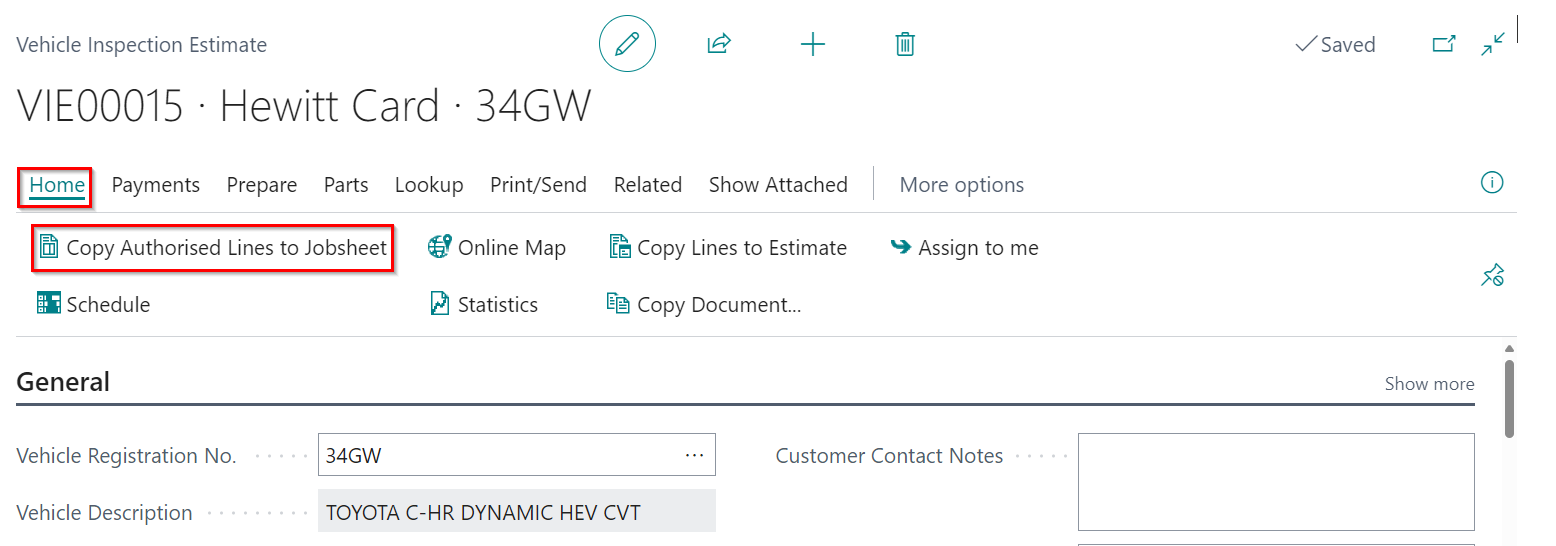 Vehicle Inspection Estimate
Saved
VIE00015 · Hewitt Card · 34GW
Home Payments Prepare Parts Lookup Print/Send Related Show Attached More options
Copy Authorised Lines to Jobsheet Online Map Copy Lines to Estimate Assign to me
Schedule Statistics Copy Document...
General Show more
Vehicle Registration No. 34GW ... Customer Contact Notes
Vehicle Description TOYOTA C-HR DYNAMIC HEV CVT